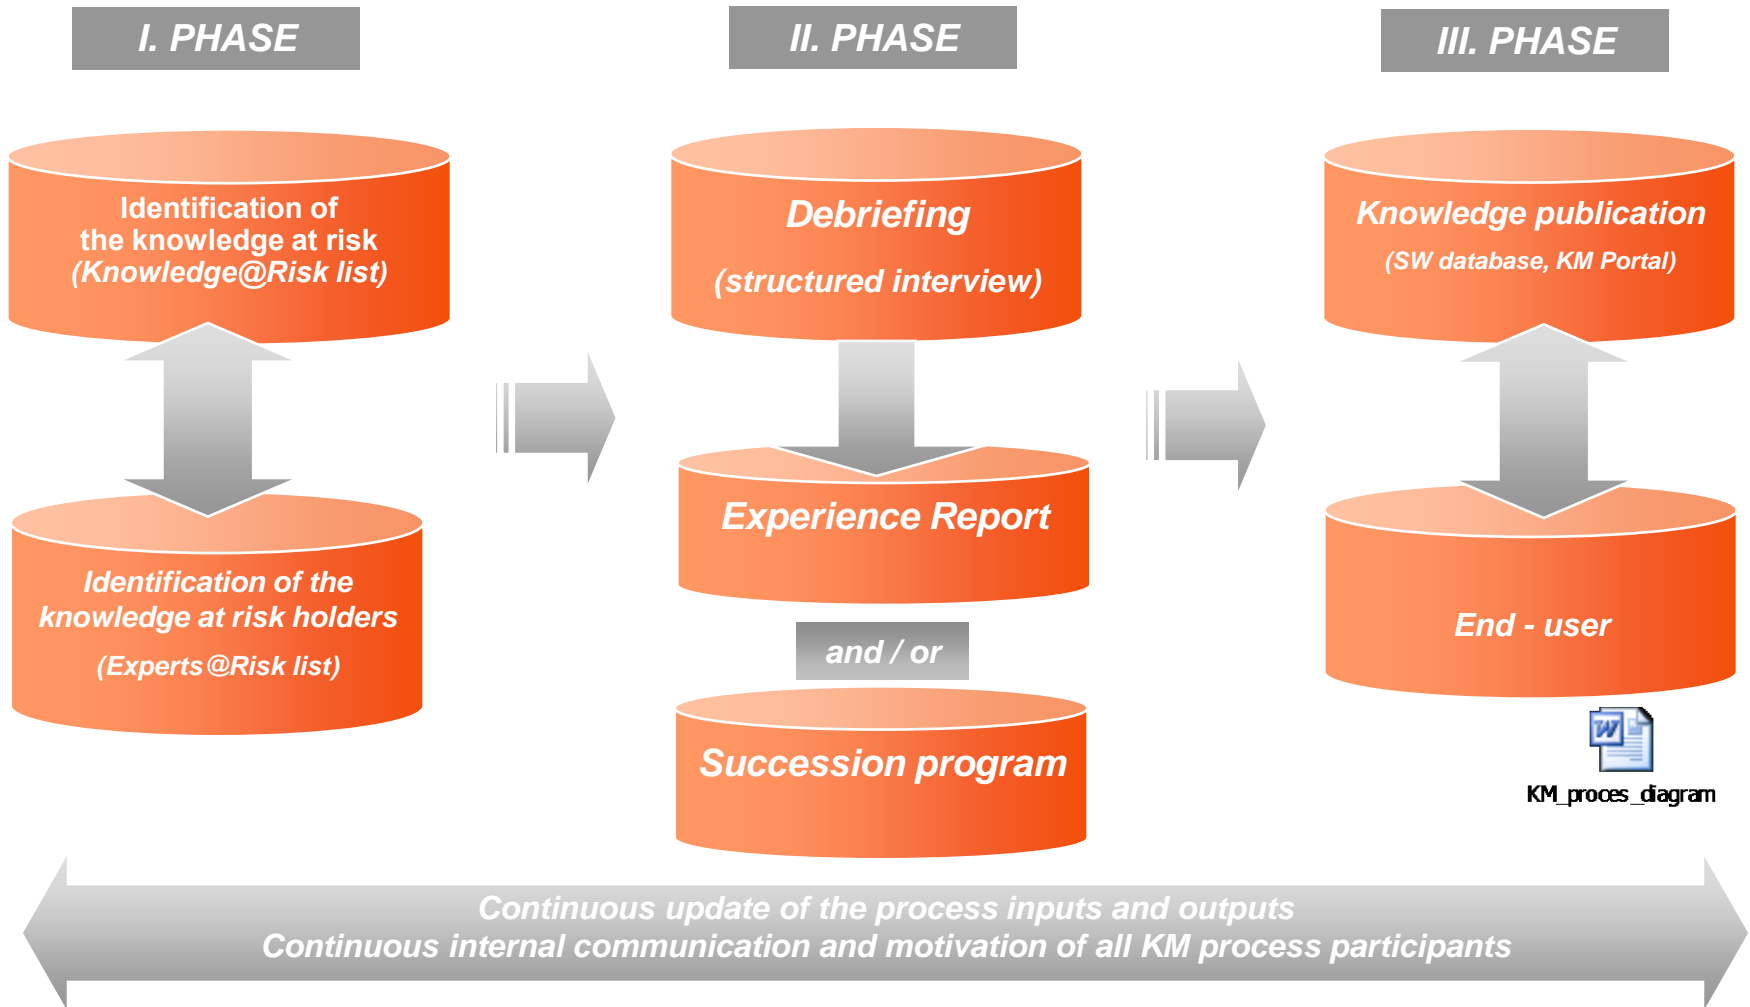 I. PHASE
II. PHASE
III. PHASE
Identification of
the knowledge at risk
(Knowledge@Risk list)
Identification of the
knowledge at risk holders
(Experts@Risk list)
Debriefing
(structured interview)
Experience Report
and / or
Succession program
Knowledge publication
(SW database, KM Portal)
End - user
W
KM_proces_diagram
Continuous update of the process inputs and outputs
Continuous internal communication and motivation of all KM process participants